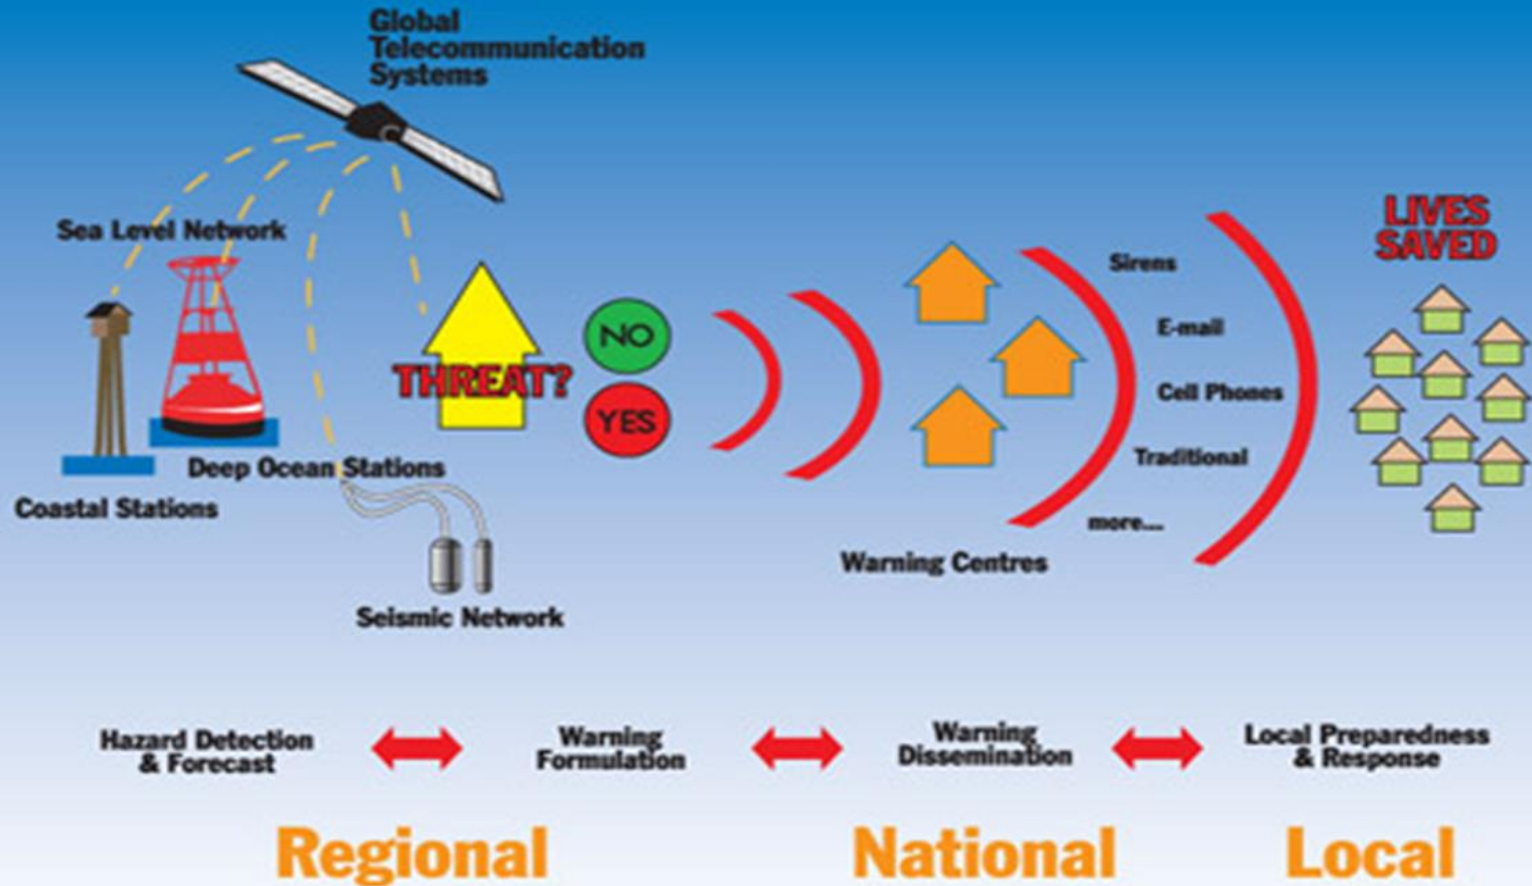 Global
Telecommunication
Systems
Sea Level Network
LIVES
SAVED
Sirens
E-mail
Cell Phones
Traditional
more...
THREAT?
NO
YES
Deep Ocean Stations
Coastal Stations
Warning Centres
Seismic Network
Hazard Detection
& Forecast
Warning
Formulation
Warning
Dissemination
Local Preparedness
& Response
Regional
National
Local